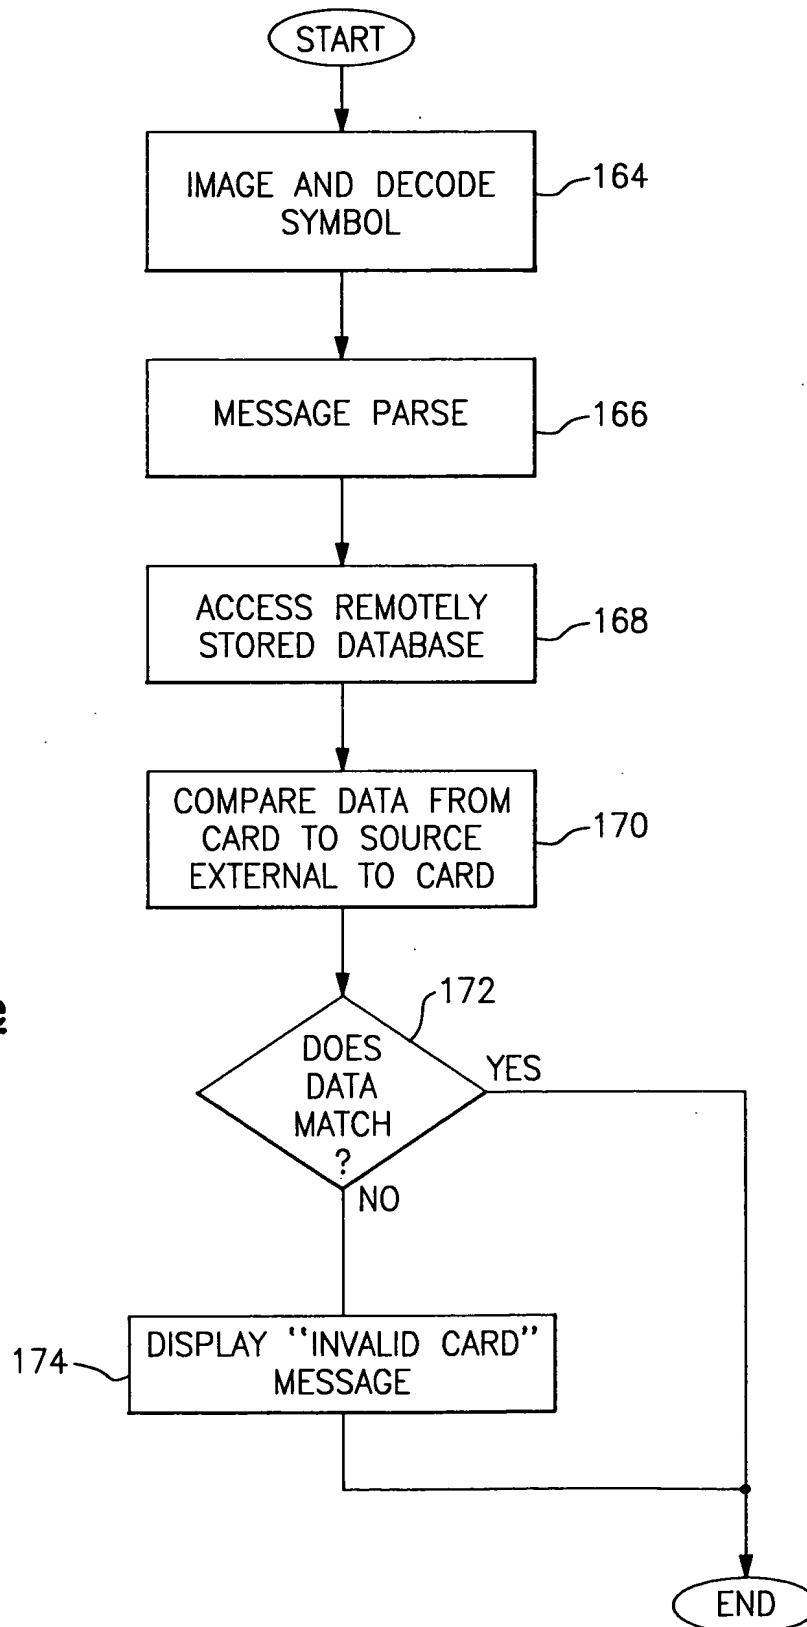 START
IMAGE AND DECODE
SYMBOL
164
MESSAGE PARSE
166
ACCESS REMOTELY
STORED DATABASE
168
COMPARE DATA FROM
CARD TO SOURCE
EXTERNAL TO CARD
170
172
DOES
DATA
MATCH
?
YES
NO
DISPLAY "INVALID CARD"
MESSAGE
174
END